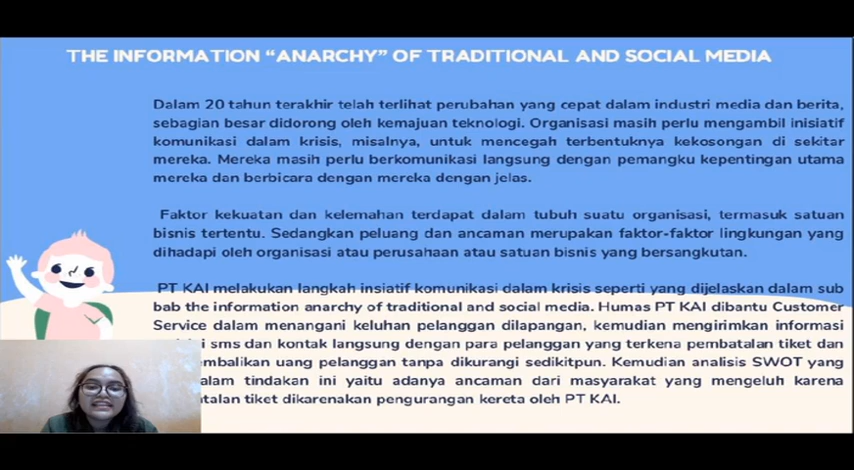 THE INFORMATION “ANARCHY” OF TRADITIONAL AND SOCIAL MEDIA
Dalam 20 tahun terakhir telah terlihat perubahan yang cepat dalam industri media dan berita,
sebagian besar didorong oleh kemajuan teknologi. Organisasi masih perlu mengambil inisiatif
komunikasi dalam krisis, misalnya, untuk mencegah terbentuknya kekosongan di sekitar
mereka. Mereka masih perlu berkomunikasi langsung dengan pemangku kepentingan utama
mereka dan berbicara dengan mereka dengan jelas.
Faktor kekuatan dan kelemahan terdapat dalam tubuh suatu organisasi, termasuk satuan
bisnis tertentu. Sedangkan peluang dan ancaman merupakan faktor-faktor lingkungan yang
dihadapi oleh organisasi atau perusahaan atau satuan bisnis yang bersangkutan.
PT KAI melakukan langkah insiatif komunikasi dalam krisis seperti yang dijelaskan dalam sub
bab the information anarchy of traditional and social media. Humas PT KAI dibantu Customer
Service dalam menangani keluhan pelanggan dilapangan, kemudian mengirimkan informasi
sms dan kontak langsung dengan para pelanggan yang terkena pembatalan tiket dan
uang pelanggan tanpa dikurangi sedikitpun. Kemudian analisis SWOT yang
tindakan ini yaitu adanya ancaman dari masyarakat yang mengeluh karena
tiket dikarenakan pengurangan kereta oleh PT KAI.